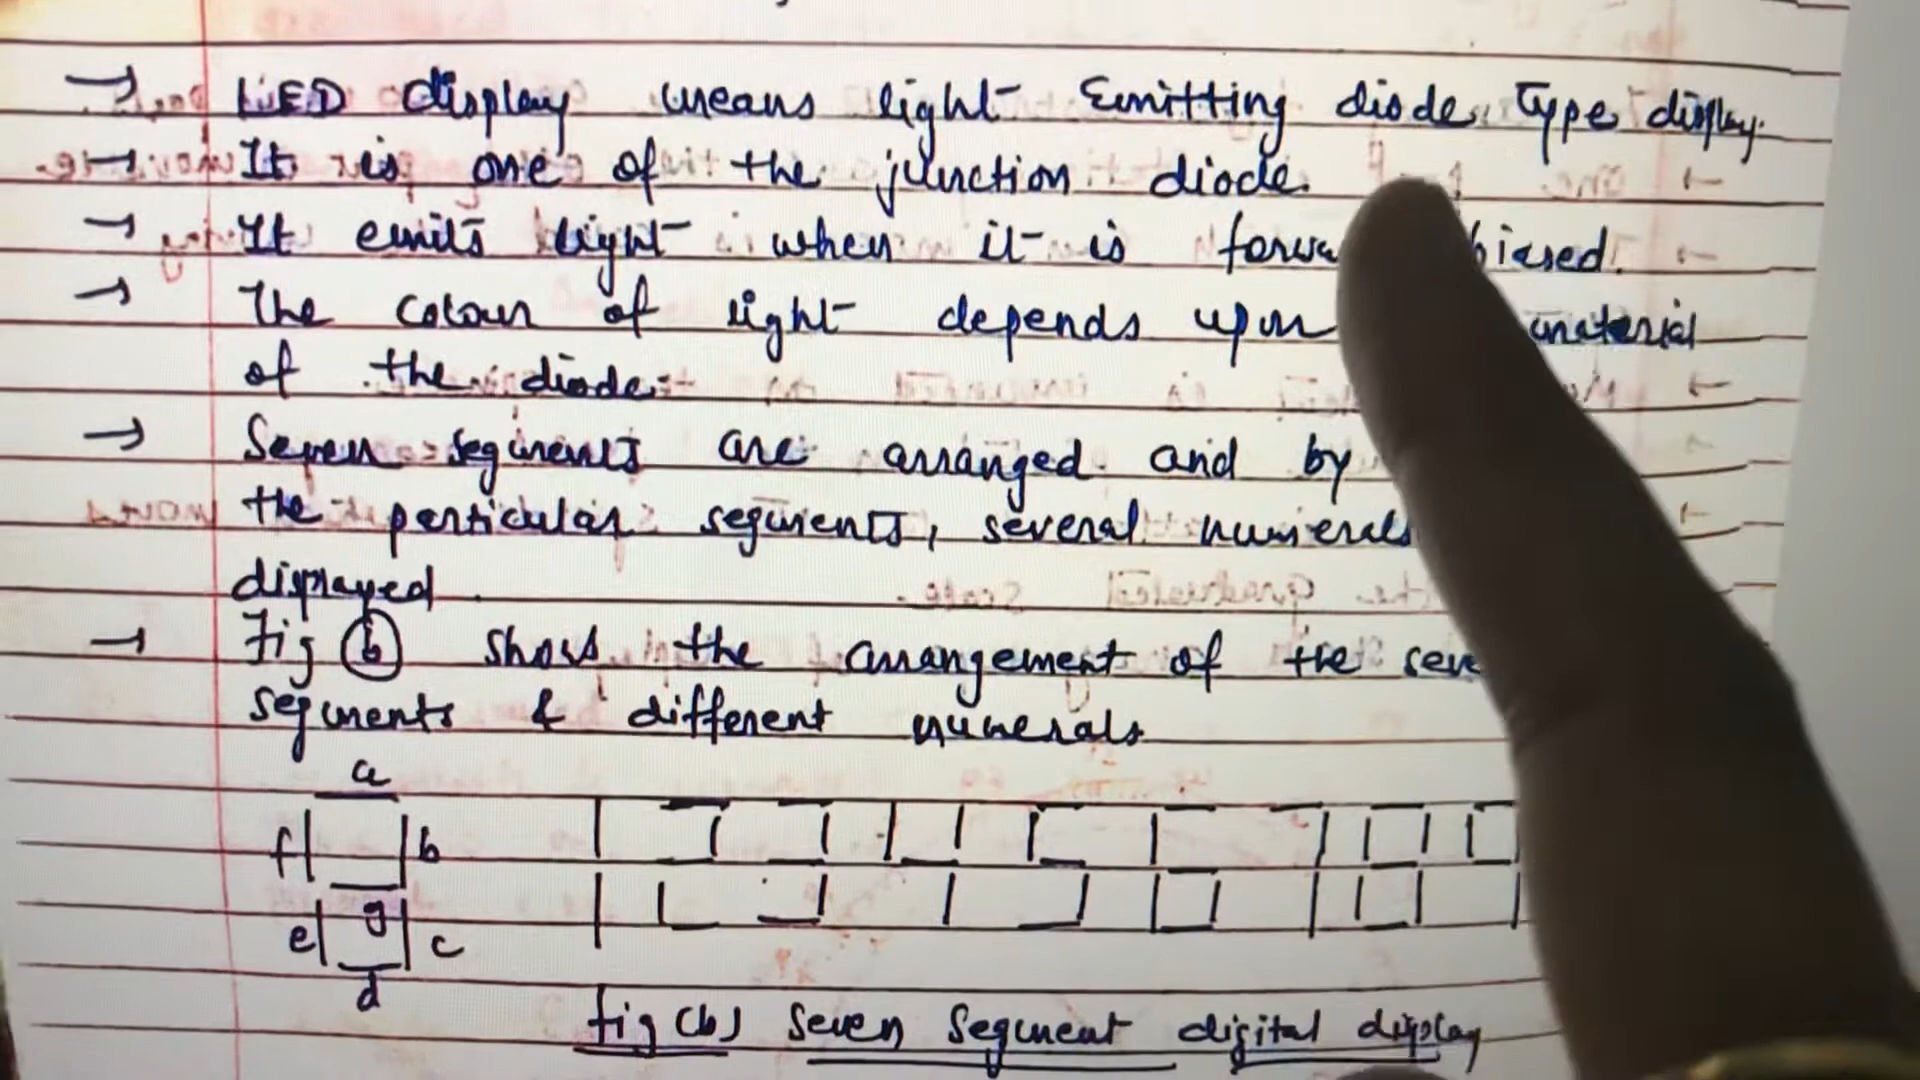 → LED display means light Emitting diode Type display.
→ It is one of the junction diode.
→ It emits light when it is biased.
→ The colour of light depends upon material
of the diode.
→ Seven segments are arranged and by
the particular segments, several numerals
displayed.
→ Fig (b) shows the arrangement of the
segments & different numerals
a
f b
g
e c
d
fig (b) Seven Segment digital display